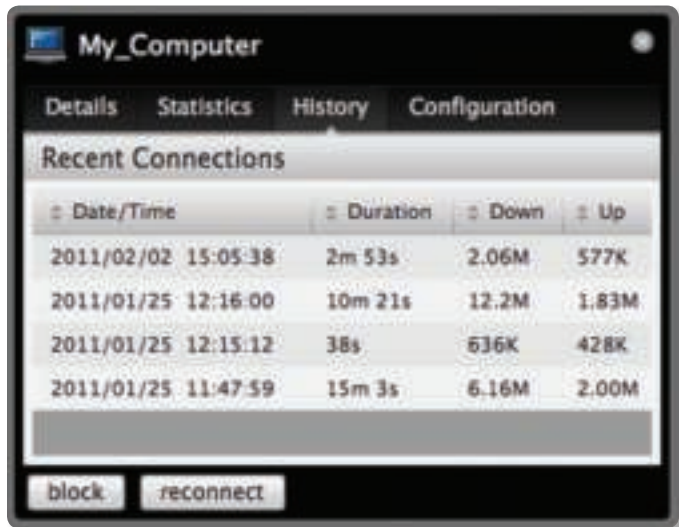 My_Computer
Details Statistics History Configuration
Recent Connections
Date/Time Duration Down Up
2011/02/02 15:05:38 2m 53s 2.06M 577K
2011/01/25 12:16:00 10m 21s 12.2M 1.83M
2011/01/25 12:15:12 38s 636K 428K
2011/01/25 11:47:59 15m 3s 6.16M 2.00M
block reconnect